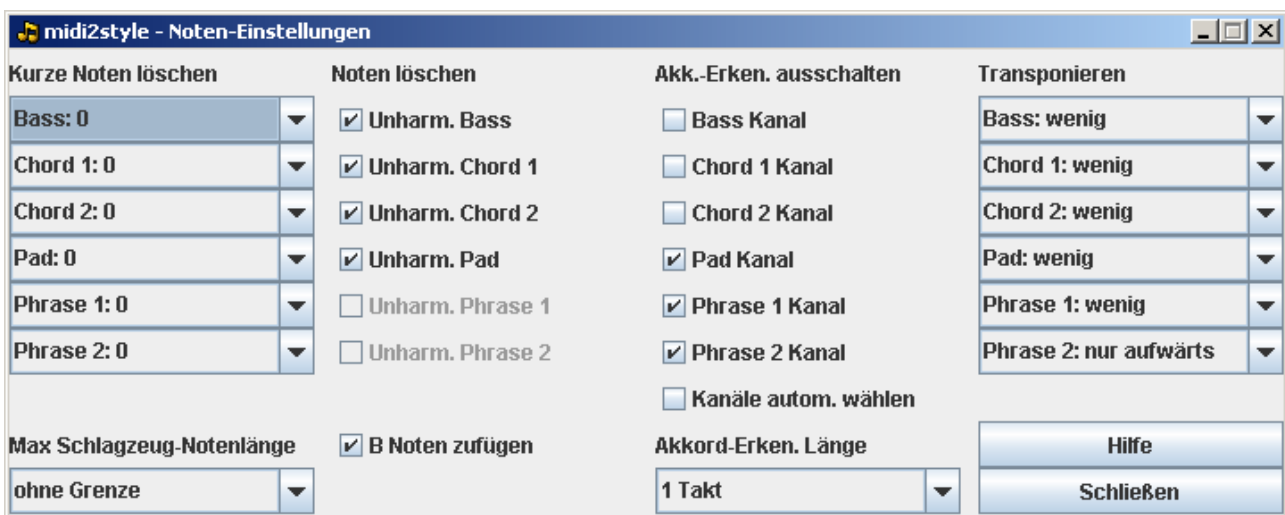 midi2style - Noten-Einstellungen
Kurze Noten löschen Noten löschen Akk.-Erken. ausschalten Transponieren
Bass: 0 Unharm. Bass Bass Kanal Bass: wenig
Chord 1: 0 Unharm. Chord 1 Chord 1 Kanal Chord 1: wenig
Chord 2: 0 Unharm. Chord 2 Chord 2 Kanal Chord 2: wenig
Pad: 0 Unharm. Pad Pad Kanal Pad: wenig
Phrase 1: 0 Unharm. Phrase 1 Phrase 1 Kanal Phrase 1: wenig
Phrase 2: 0 Unharm. Phrase 2 Phrase 2 Kanal Phrase 2: nur aufwärts
Kanäle autom. wählen
Max Schlagzeug-Notenlänge B Noten zufügen Akkord-Erken. Länge Hilfe
ohne Grenze 1 Takt Schließen